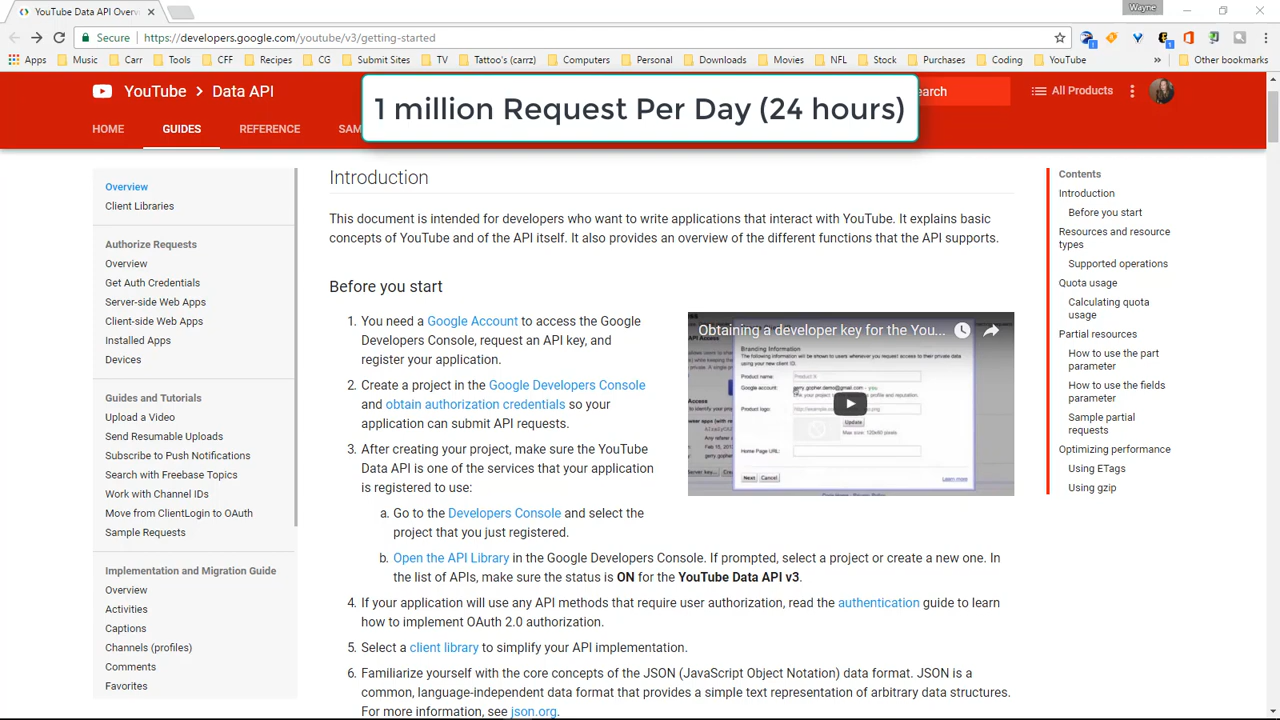 YouTube Data API Overv
Wayne
Secure
https://developers.google.com/youtube/v3/getting-started
Apps Music Carr Tools CFF Recipes CG Submit Sites TV Tattoo's (carrz) Computers Personal Downloads Movies NFL Stock Purchases Coding YouTube » Other bookmarks
YouTube > Data API
earch
All Products
1 million Request Per Day (24 hours)
HOME GUIDES REFERENCE SAM
Overview
Client Libraries
Authorize Requests
Overview
Get Auth Credentials
Server-side Web Apps
Client-side Web Apps
Installed Apps
Devices
Guides and Tutorials
Upload a Video
Send Resumable Uploads
Subscribe to Push Notifications
Search with Freebase Topics
Work with Channel IDs
Move from ClientLogin to OAuth
Sample Requests
Implementation and Migration Guide
Overview
Activities
Captions
Channels (profiles)
Comments
Favorites
Introduction
This document is intended for developers who want to write applications that interact with YouTube. It explains basic
concepts of YouTube and of the API itself. It also provides an overview of the different functions that the API supports.
Before you start
1. You need a Google Account to access the Google
Developers Console, request an API key, and
register your application.
2. Create a project in the Google Developers Console
and obtain authorization credentials so your
application can submit API requests.
3. After creating your project, make sure the YouTube
Data API is one of the services that your application
is registered to use:
a. Go to the Developers Console and select the
project that you just registered.
b. Open the API Library in the Google Developers Console. If prompted, select a project or create a new one. In
the list of APIs, make sure the status is ON for the YouTube Data API v3.
4. If your application will use any API methods that require user authorization, read the authentication guide to learn
how to implement OAuth 2.0 authorization.
5. Select a client library to simplify your API implementation.
6. Familiarize yourself with the core concepts of the JSON (JavaScript Object Notation) data format. JSON is a
common, language-independent data format that provides a simple text representation of arbitrary data structures.
For more information, see json.org.
Obtaining a developer key for the You...
Branding Information
Product name:
Google account:
Product logo:
Update
Home Page URL:
Next Cancel
Learn more
Contents
Introduction
Before you start
Resources and resource
types
Supported operations
Quota usage
Calculating quota
usage
Partial resources
How to use the part
parameter
How to use the fields
parameter
Sample partial
requests
Optimizing performance
Using ETags
Using gzip